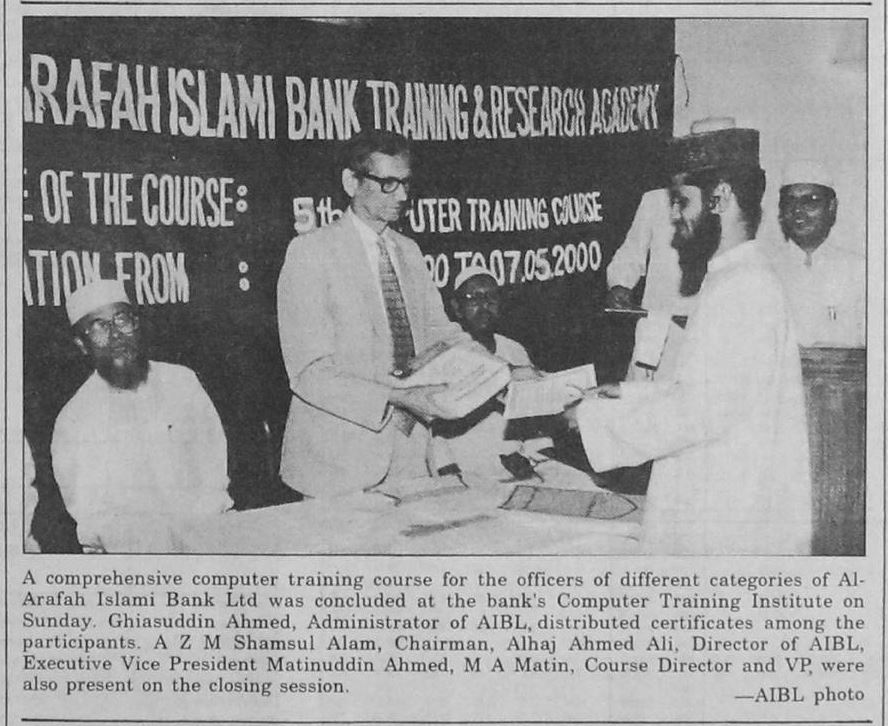 ARAFAH ISLAMI BANK TRAINING & RESEARCH ACADEMY
E OF THE COURSE: 5th UTER TRAINING COURSE
ATION FROM : 00 TO 07.05.2000
A comprehensive computer training course for the officers of different categories of Al-
Arafah Islami Bank Ltd was concluded at the bank's Computer Training Institute on
Sunday. Ghiasuddin Ahmed, Administrator of AIBL, distributed certificates among the
participants. A Z M Shamsul Alam, Chairman, Alhaj Ahmed Ali, Director of AIBL,
Executive Vice President Matinuddin Ahmed, M A Matin, Course Director and VP, were
also present on the closing session.
—AIBL photo